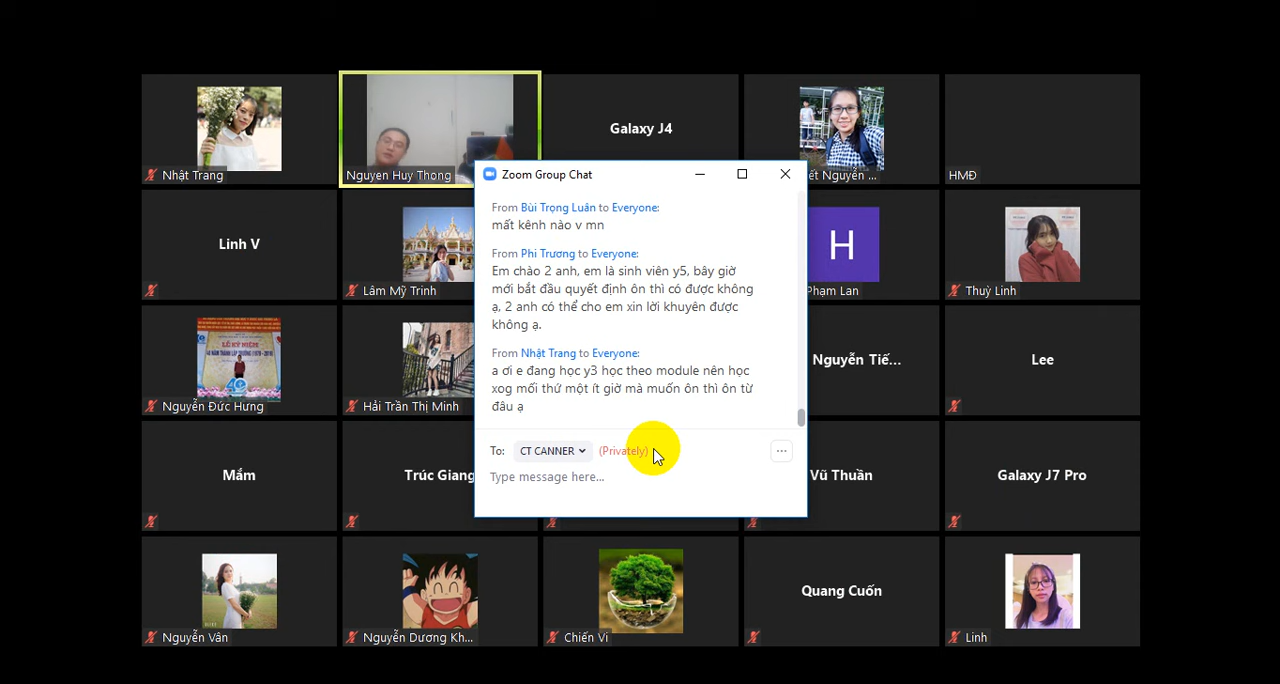 Nhật Trang
Nguyen Huy Thong
Galaxy J4
ết Nguyễn ...
HMĐ
Zoom Group Chat
From Bùi Trọng Luân to Everyone:
mất kênh nào v mn
From Phi Trương to Everyone:
Em chào 2 anh, em là sinh viên y5, bây giờ
mới bắt đầu quyết định ôn thì có được không
ạ, 2 anh có thể cho em xin lời khuyên được
không ạ.
From Nhật Trang to Everyone:
a ơi e đang học y3 học theo module nên học
xog mối thứ một ít giờ mà muốn ôn thì ôn từ
đâu ạ
To: CT CANNER (Privately)
...
Type message here...
Linh V
Lâm Mỹ Trinh
H
Phạm Lan
Thuỳ Linh
LỄ KỶ NIỆM
Nguyễn Đức Hưng
Hải Trần Thị Minh
Nguyễn Tiế...
Lee
Mắm
Trúc Giang
Vũ Thuần
Galaxy J7 Pro
Nguyễn Vân
Nguyễn Dương Kh...
Chiến Vi
Quang Cuốn
Linh